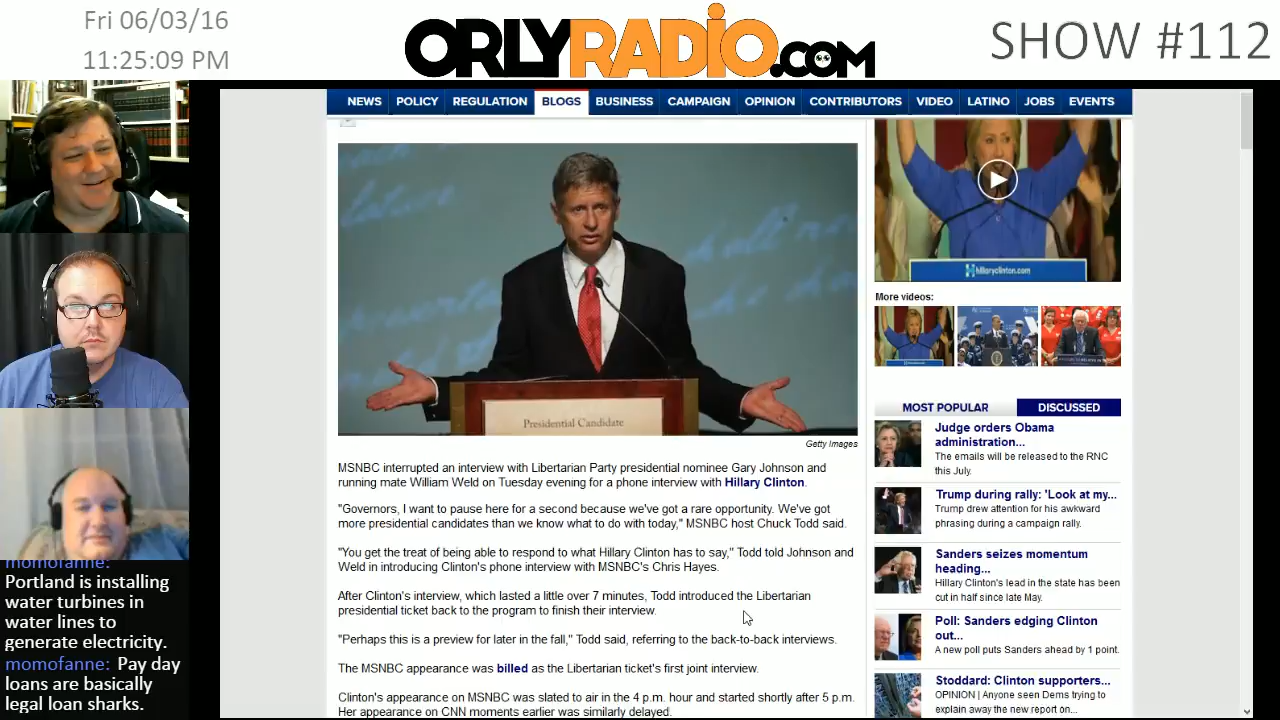 Fri 06/03/16
11:25:09 PM
ORLYRADIO.COM
SHOW #112
NEWS POLICY REGULATION BLOGS BUSINESS CAMPAIGN OPINION CONTRIBUTORS VIDEO LATINO JOBS EVENTS
Presidential Candidate
Getty Images
MSNBC interrupted an interview with Libertarian Party presidential nominee Gary Johnson and
running mate William Weld on Tuesday evening for a phone interview with Hillary Clinton.
"Governors, I want to pause here for a second because we've got a rare opportunity. We've got
more presidential candidates than we know what to do with today," MSNBC host Chuck Todd said.
"You get the treat of being able to respond to what Hillary Clinton has to say," Todd told Johnson and
Weld in introducing Clinton's phone interview with MSNBC's Chris Hayes.
After Clinton's interview, which lasted a little over 7 minutes, Todd introduced the Libertarian
presidential ticket back to the program to finish their interview.
"Perhaps this is a preview for later in the fall," Todd said, referring to the back-to-back interviews.
The MSNBC appearance was billed as the Libertarian ticket's first joint interview.
Clinton's appearance on MSNBC was slated to air in the 4 p.m. hour and started shortly after 5 p.m.
Her appearance on CNN moments earlier was similarly delayed.
hillaryclinton.com
More videos:
MOST POPULAR DISCUSSED
Judge orders Obama
administration...
The emails will be released to the RNC
this July.
Trump during rally: 'Look at my...
Trump drew attention for his awkward
phrasing during a campaign rally.
Sanders seizes momentum
heading...
Hillary Clinton's lead in the state has been
cut in half since late May.
Poll: Sanders edging Clinton
out...
A new poll puts Sanders ahead by 1 point.
Stoddard: Clinton supporters...
OPINION | Anyone seen Dems trying to
explain away the new report on...
momofanne:
Portland is installing
water turbines in
water lines to
generate electricity.
momofanne: Pay day
loans are basically
legal loan sharks.